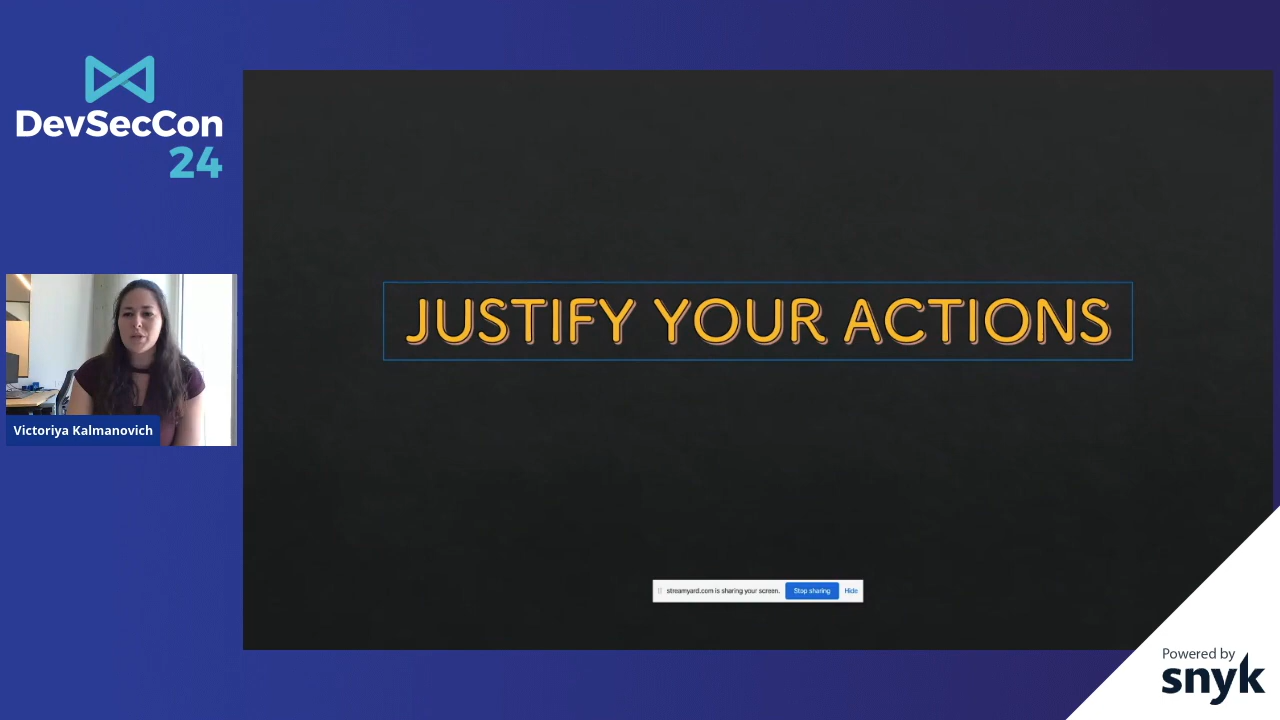 DevSecCon
24
Victoriya Kalmanovich
JUSTIFY YOUR ACTIONS
streamyard.com is sharing your screen. Stop sharing Hide
Powered by
snyk